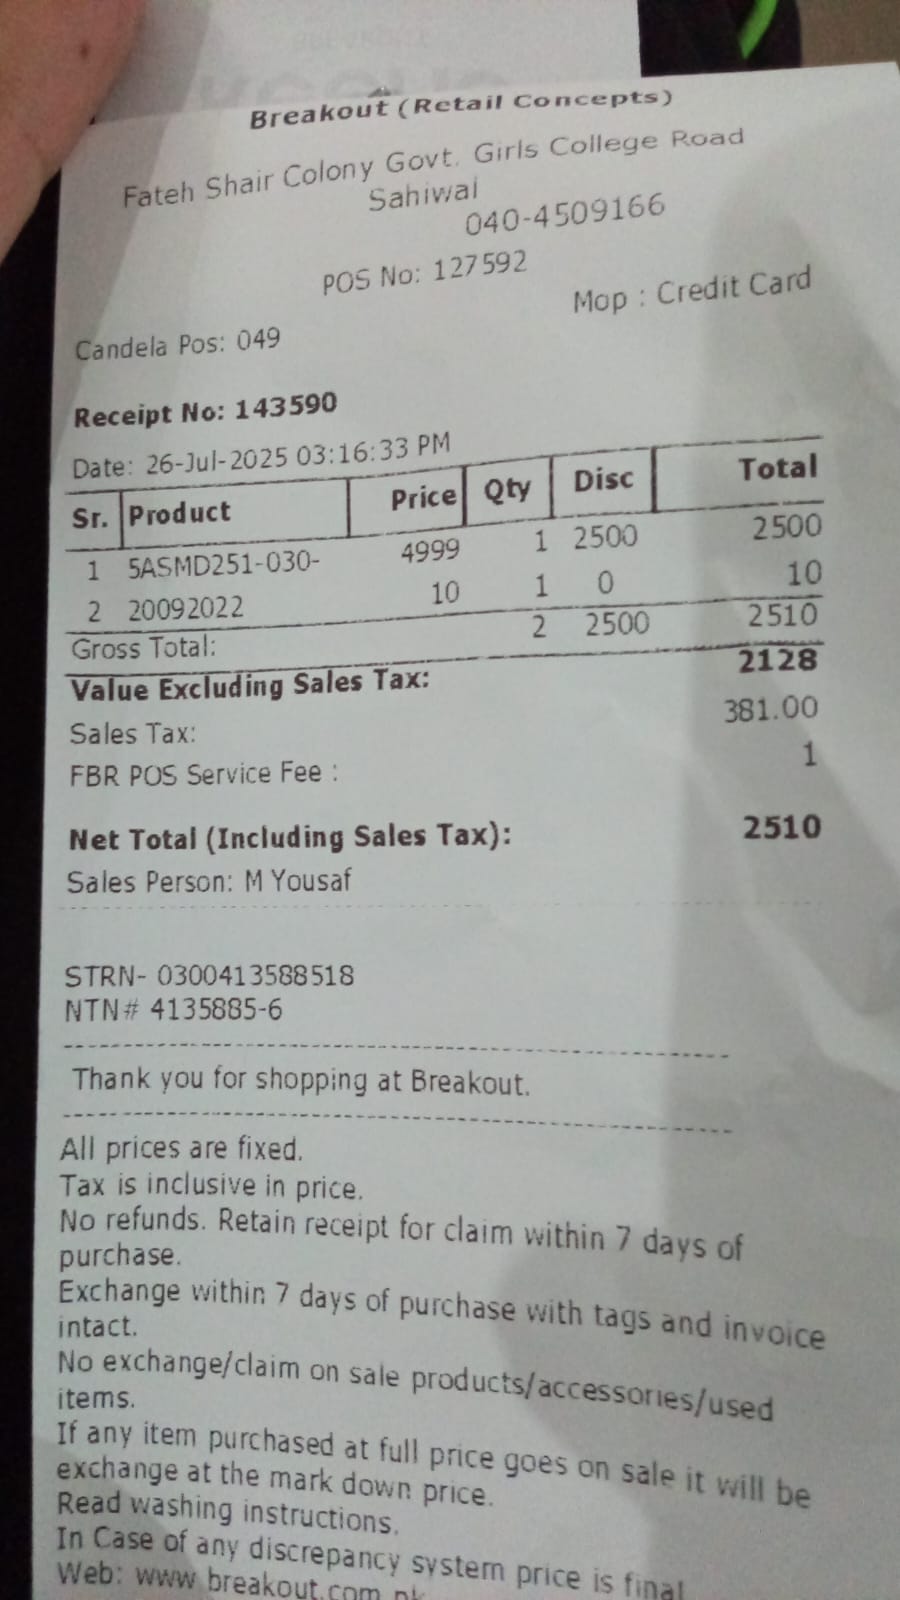 Breakout (Retail Concepts)
Fateh Shair Colony Govt. Girls College Road
Sahiwal
040-4509166
POS No: 127592
Mop : Credit Card
Candela Pos: 049
Receipt No: 143590
Date: 26-Jul-2025 03:16:33 PM
Sr. Product Price Qty Disc Total
1 5ASMD251-030- 4999 1 2500 2500
2 20092022 10 1 0 10
Gross Total: 2 2500 2510
Value Excluding Sales Tax: 2128
Sales Tax: 381.00
FBR POS Service Fee : 1
Net Total (Including Sales Tax): 2510
Sales Person: M Yousaf
STRN- 0300413588518
NTN# 4135885-6
Thank you for shopping at Breakout.
All prices are fixed.
Tax is inclusive in price.
No refunds. Retain receipt for claim within 7 days of
purchase.
Exchange within 7 days of purchase with tags and invoice
intact.
No exchange/claim on sale products/accessories/used
items.
If any item purchased at full price goes on sale it will be
exchange at the mark down price.
Read washing instructions.
In Case of any discrepancy system price is final
Web: www.breakout.com.pk